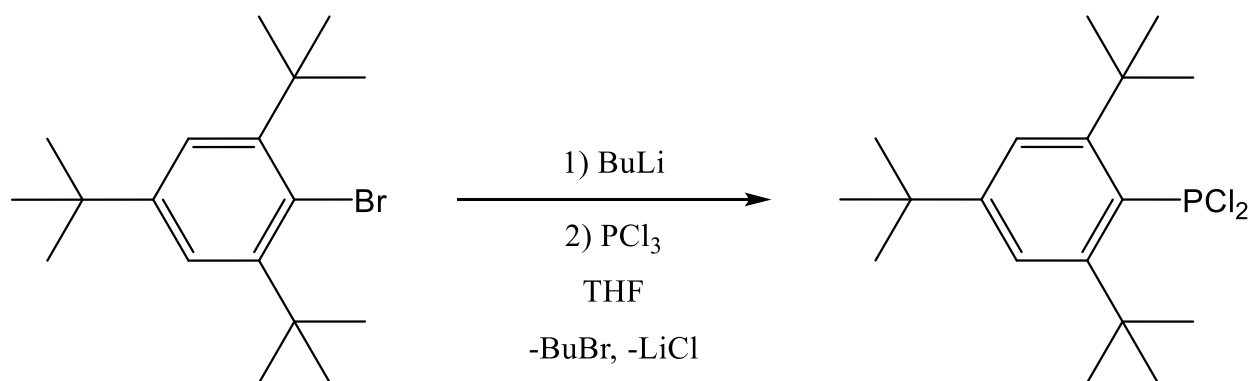 Br
1) BuLi
2) PCl₃
THF
-BuBr, -LiCl
PCl₂